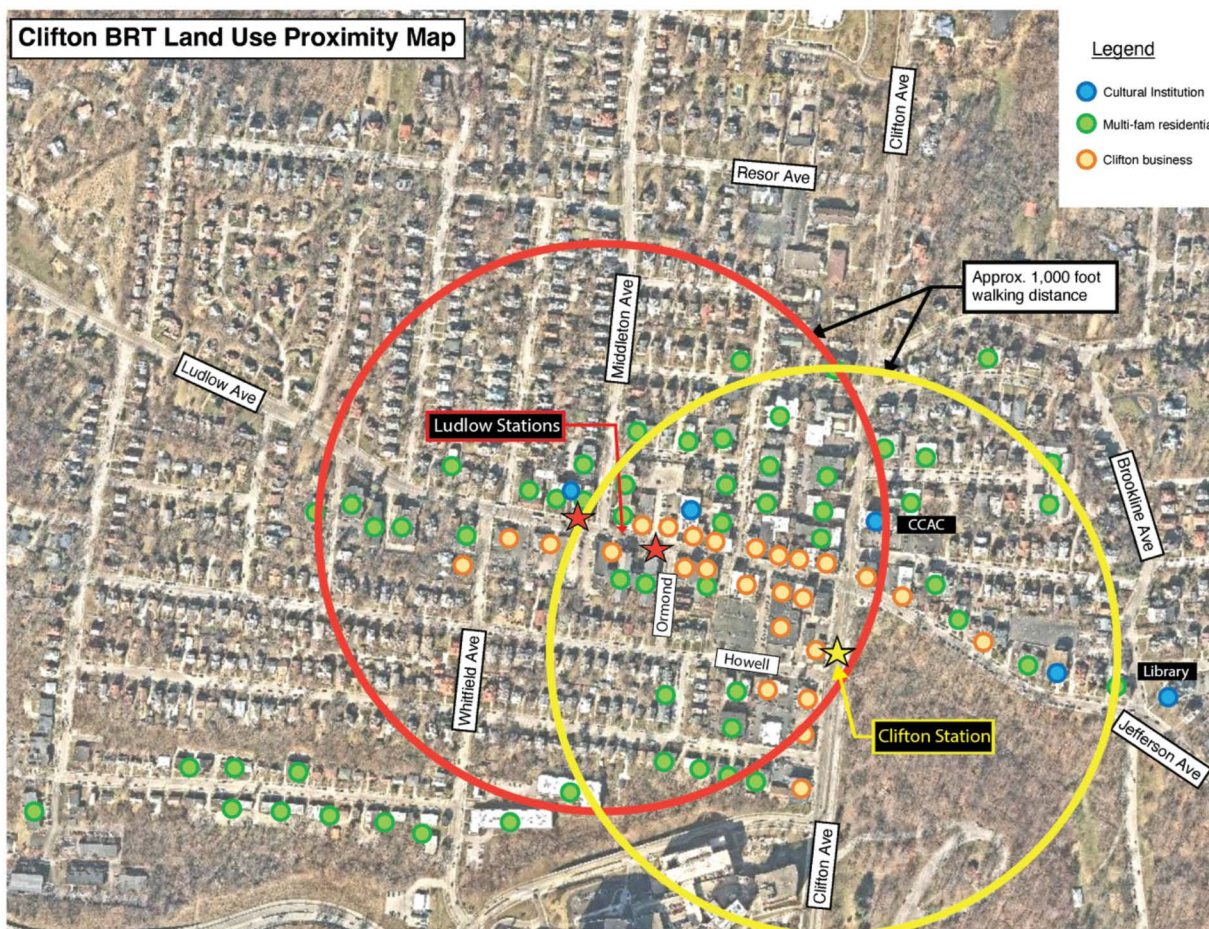 Clifton BRT Land Use Proximity Map
Legend
Cultural Institution
Multi-fam residential
Clifton business
Clifton Ave
Resor Ave
Approx. 1,000 foot
walking distance
Middleton Ave
Ludlow Ave
Ludlow Stations
Brookline Ave
CCAC
Ormond
Howell
Whitfield Ave
Library
Clifton Station
Jefferson Ave
Clifton Ave